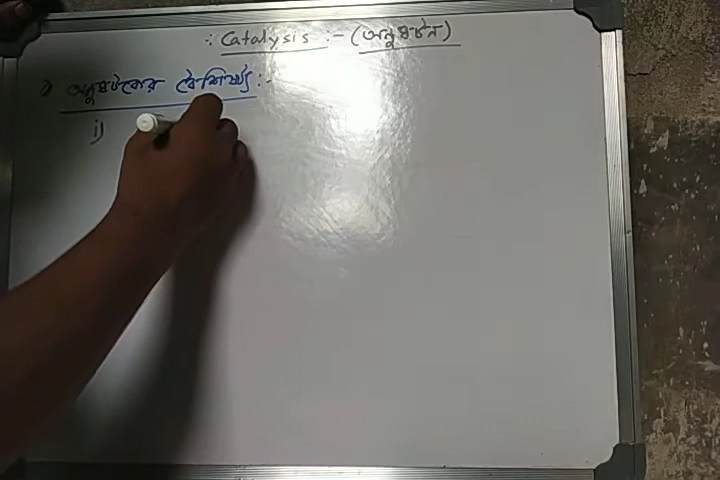 : Catalysis :- (অনুঘটন)
১) অনুঘটকের বৈশিষ্ট্য :-
i)